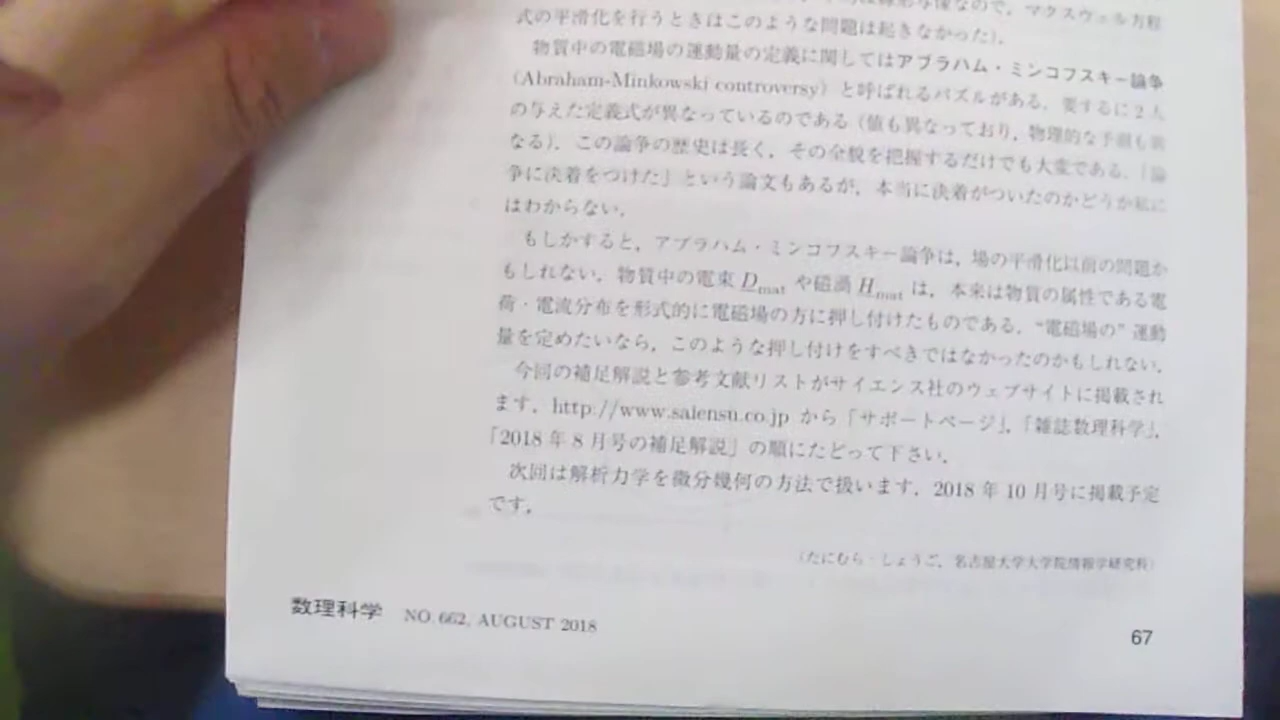 式の平滑化を行うときはこのような問題は起きなかった).
物質中の電磁場の運動量の定義に関してはアブラハム・ミンコフスキー論争
(Abraham-Minkowski controversy) と呼ばれるパズルがある.要するに2人
の与えた定義式が異なっているのである (値も異なっており,物理的な予想も異
なる).この論争の歴史は長く,その全貌を把握するだけでも大変である.「論
争に決着をつけた」という論文もあるが,本当に決着がついたのかどうか私に
はわからない.
もしかすると,アブラハム・ミンコフスキー論争は,場の平滑化以前の問題か
もしれない.物質中の電束 D_mat や磁渦 H_mat は,本来は物質の属性である電
荷・電流分布を形式的に電磁場の方に押し付けたものである.“電磁場の” 運動
量を定めたいなら,このような押し付けをすべきではなかったのかもしれない.
今回の補足解説と参考文献リストがサイエンス社のウェブサイトに掲載され
ます.http://www.saiensu.co.jp から「サポートページ」,「雑誌数理科学」,
「2018 年 8 月号の補足解説」の順にたどって下さい.
次回は解析力学を微分幾何の方法で扱います.2018 年 10 月号に掲載予定
です.
(たにむら・しょうご,名古屋大学大学院情報学研究科)
数理科学 NO. 662, AUGUST 2018
67